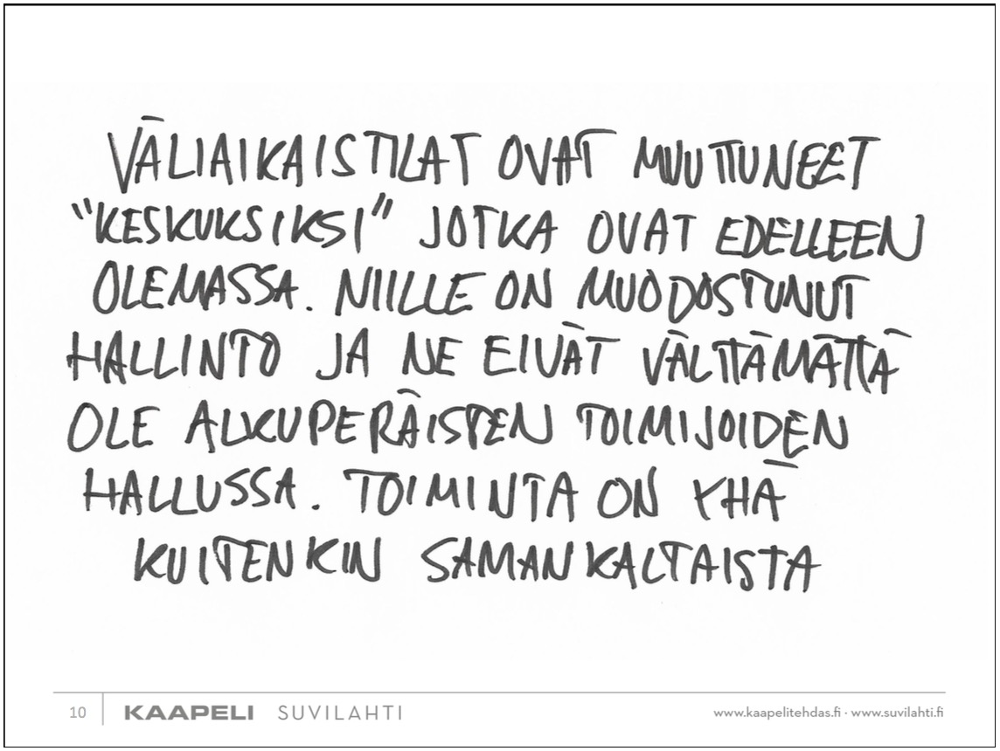 VÄLIAIKAISTILAT OVAT MUUTTUNEET
"KESKUKSIKSI" JOTKA OVAT EDELLEEN
OLEMASSA. NIILLE ON MUODOSTUNUT
HALLINTO JA NE EIVÄT VÄLTTÄMÄTTÄ
OLE ALKUPERÄISTEN TOIMIJOIDEN
HALLUSSA. TOIMINTA ON YHÄ
KUITENKIN SAMANKALTAISTA
10 KAAPELI SUVILAHTI www.kaapelitehdas.fi · www.suvilahti.fi